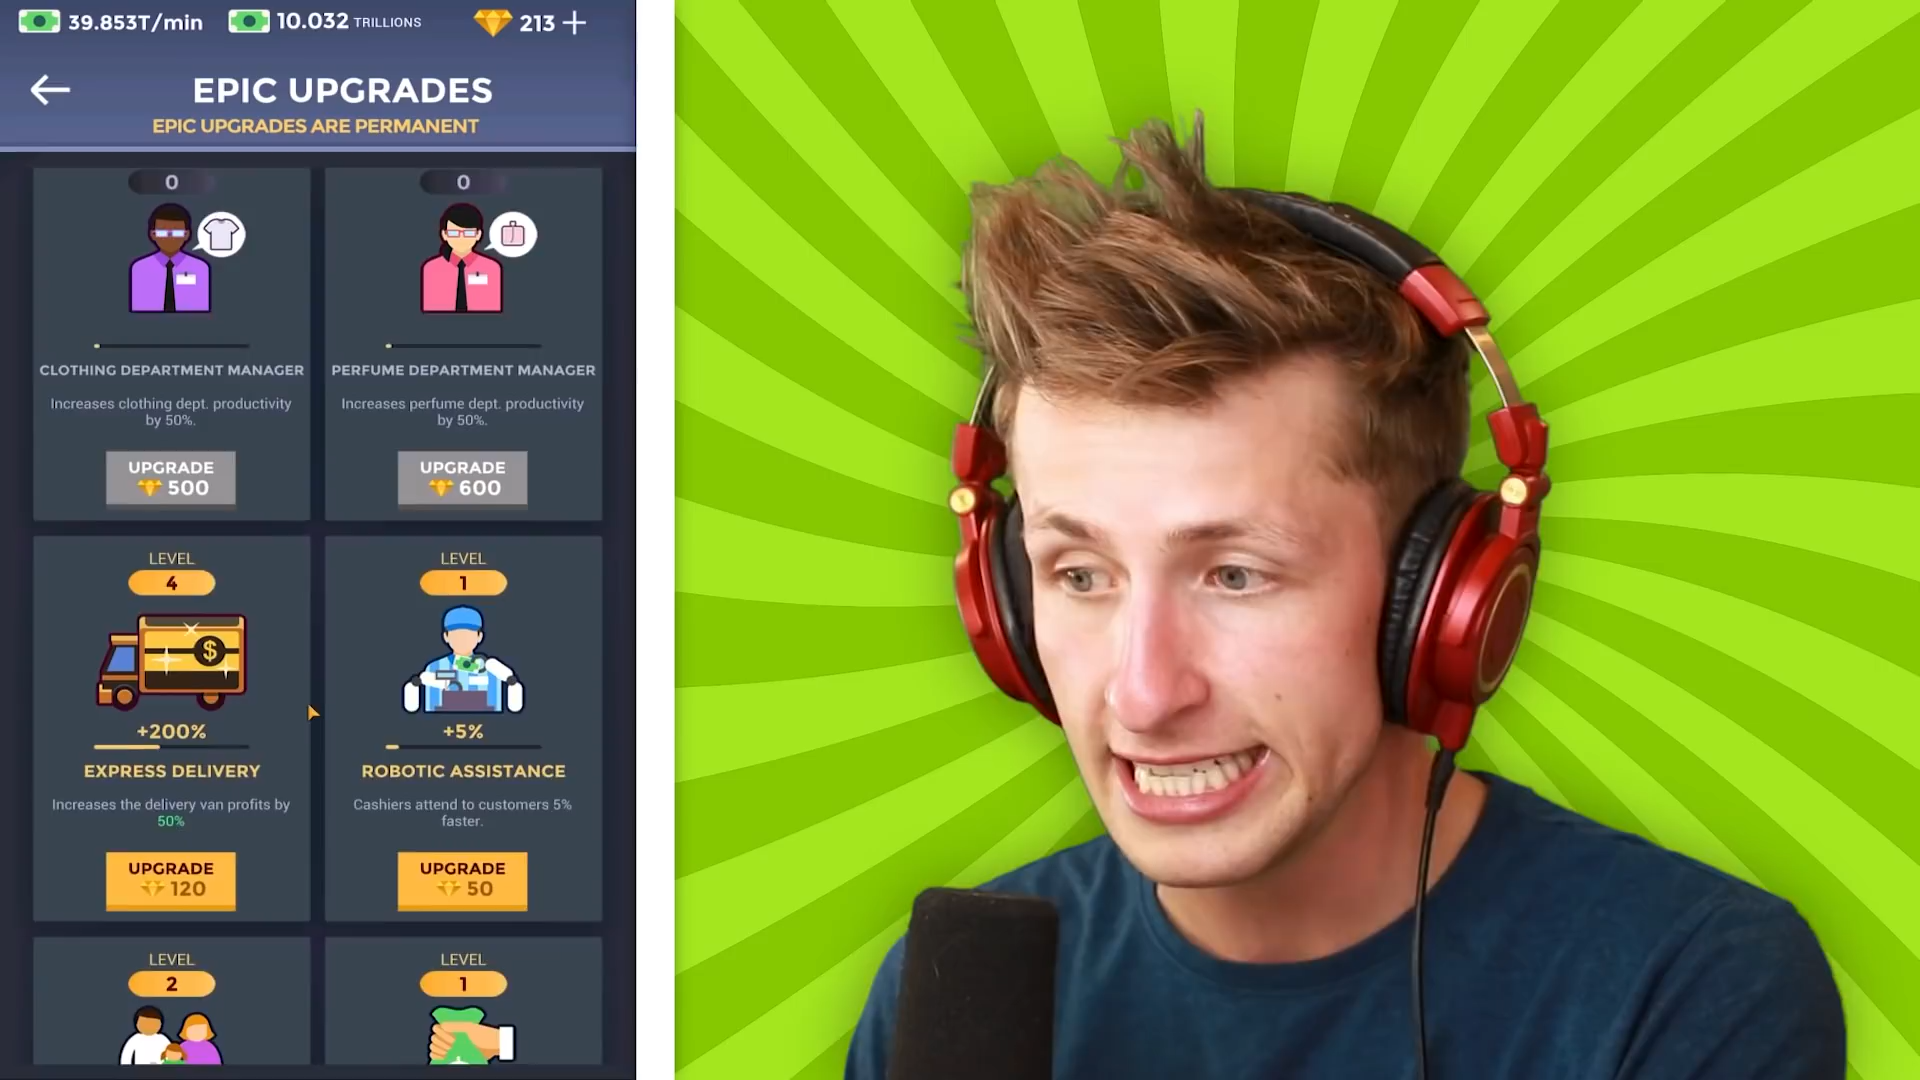 39.853T/min 10.032 TRILLIONS 213 +
EPIC UPGRADES
EPIC UPGRADES ARE PERMANENT
0
0
CLOTHING DEPARTMENT MANAGER
PERFUME DEPARTMENT MANAGER
Increases clothing dept. productivity
by 50%.
Increases perfume dept. productivity
by 50%.
UPGRADE
500
UPGRADE
600
LEVEL
4
$
+200%
EXPRESS DELIVERY
Increases the delivery van profits by
50%
UPGRADE
120
LEVEL
1
+5%
ROBOTIC ASSISTANCE
Cashiers attend to customers 5%
faster.
UPGRADE
50
LEVEL
2
LEVEL
1